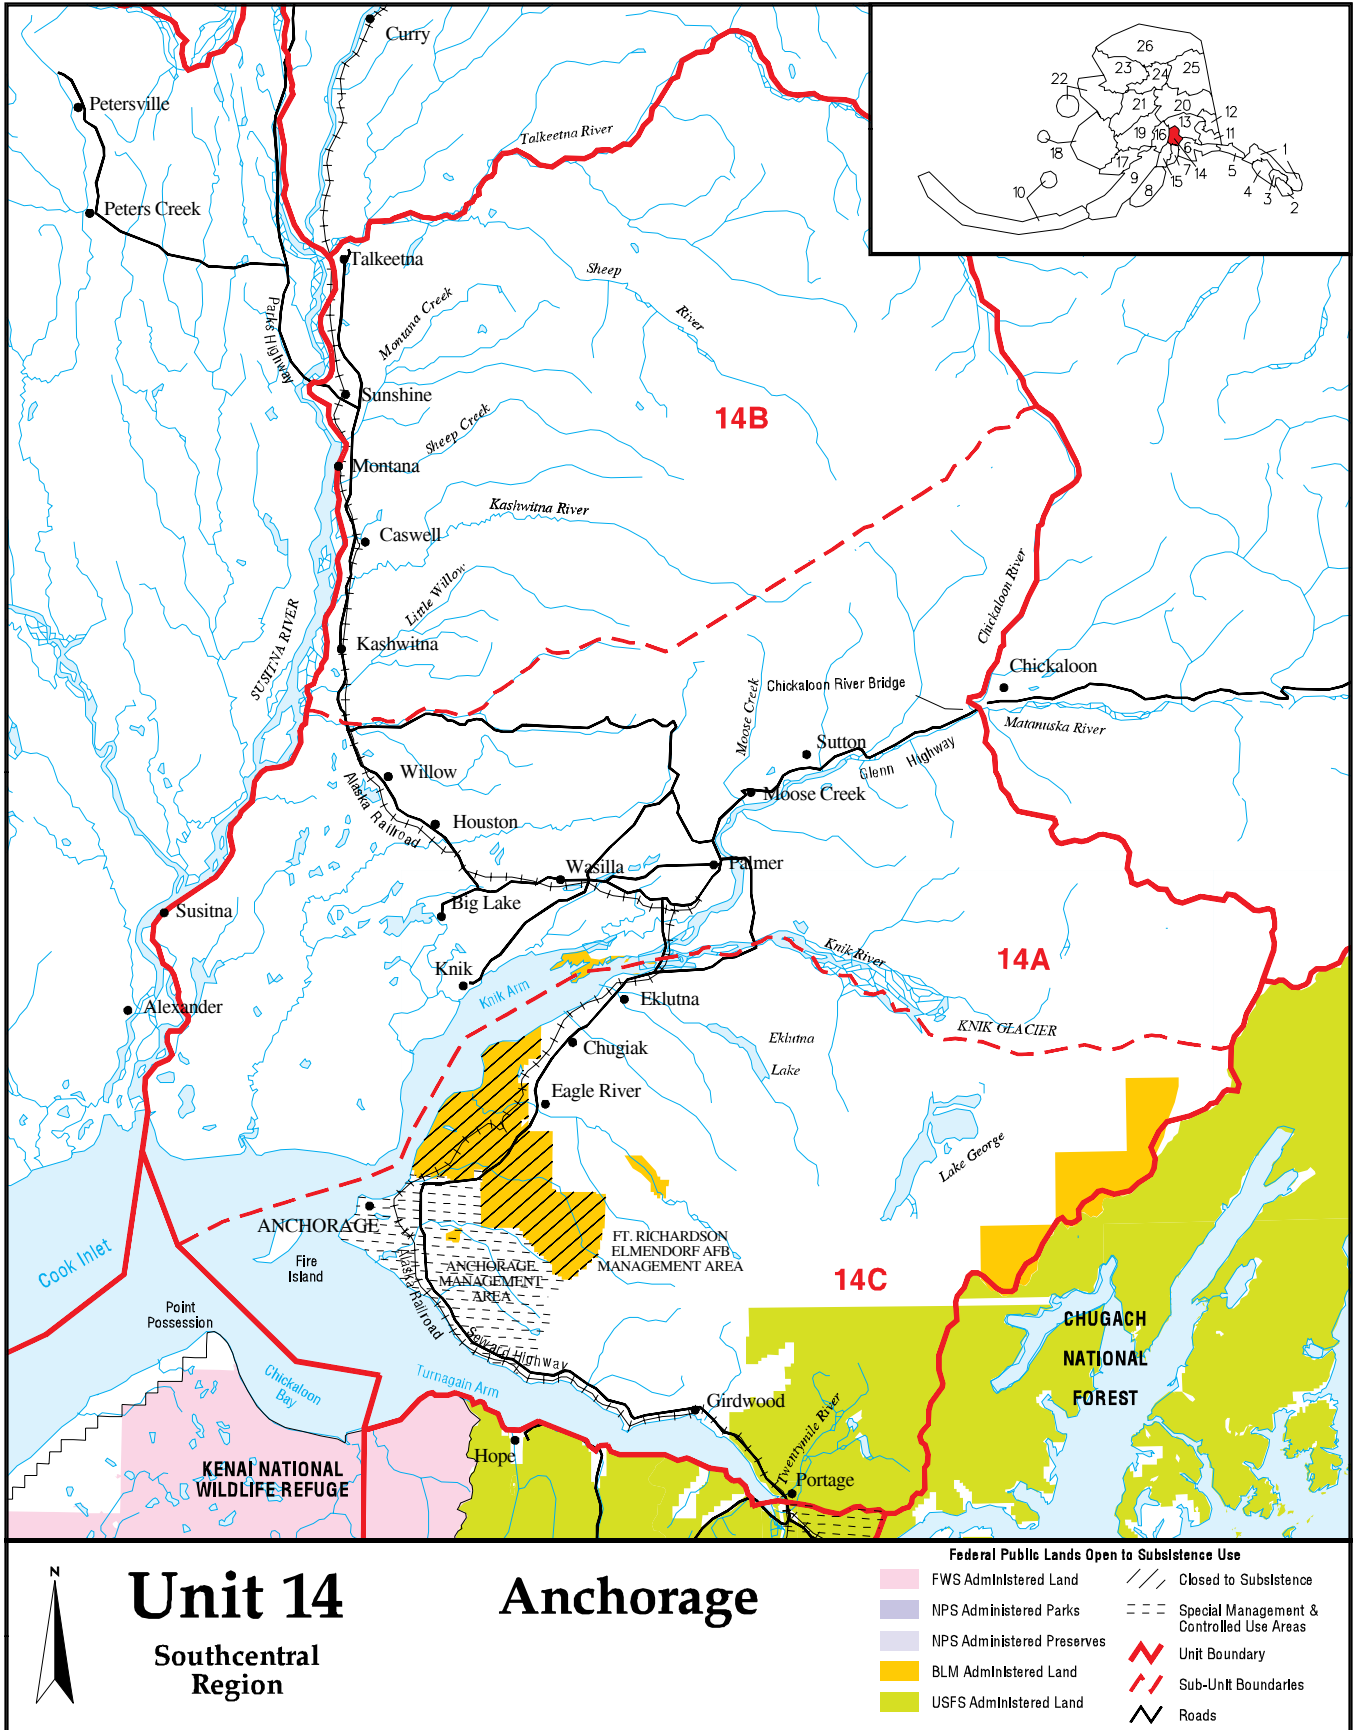 Curry
Petersville
Talkeetna River
Peters Creek
Talkeetna
Sheep
River
Montana Creek
Parks Highway
Sunshine
14B
Sheep Creek
Montana
Kashwitna River
Caswell
Little Willow
Chickaloon River
SUSITNA RIVER
Kashwitna
Chickaloon
Moose Creek
Chickaloon River Bridge
Matanuska River
Sutton
Glenn Highway
Willow
Alaska Railroad
Moose Creek
Houston
Wasilla
Palmer
Big Lake
Susitna
Knik River
14A
Knik
Knik Arm
Eklutna
Alexander
KNIK GLACIER
Eklutna
Lake
Chugiak
Eagle River
Lake George
ANCHORAGE
Cook Inlet
Fire
Island
FT. RICHARDSON
ELMENDORF AFB
MANAGEMENT AREA
ANCHORAGE
MANAGEMENT
AREA
14C
Alaska Railroad
Point
Possession
CHUGACH
NATIONAL
FOREST
Seward Highway
Chickaloon
Bay
Turnagain Arm
Girdwood
Twentymile River
Hope
KENAI NATIONAL
WILDLIFE REFUGE
Portage
26
23
24
25
22
21
20
12
13
11
19
16
18
17
6
7
14
5
1
9
8
15
4
3
2
10
N
Unit 14
Southcentral
Region
Anchorage
Federal Public Lands Open to Subsistence Use
FWS Administered Land
NPS Administered Parks
NPS Administered Preserves
BLM Administered Land
USFS Administered Land
Closed to Subsistence
Special Management &
Controlled Use Areas
Unit Boundary
Sub-Unit Boundaries
Roads